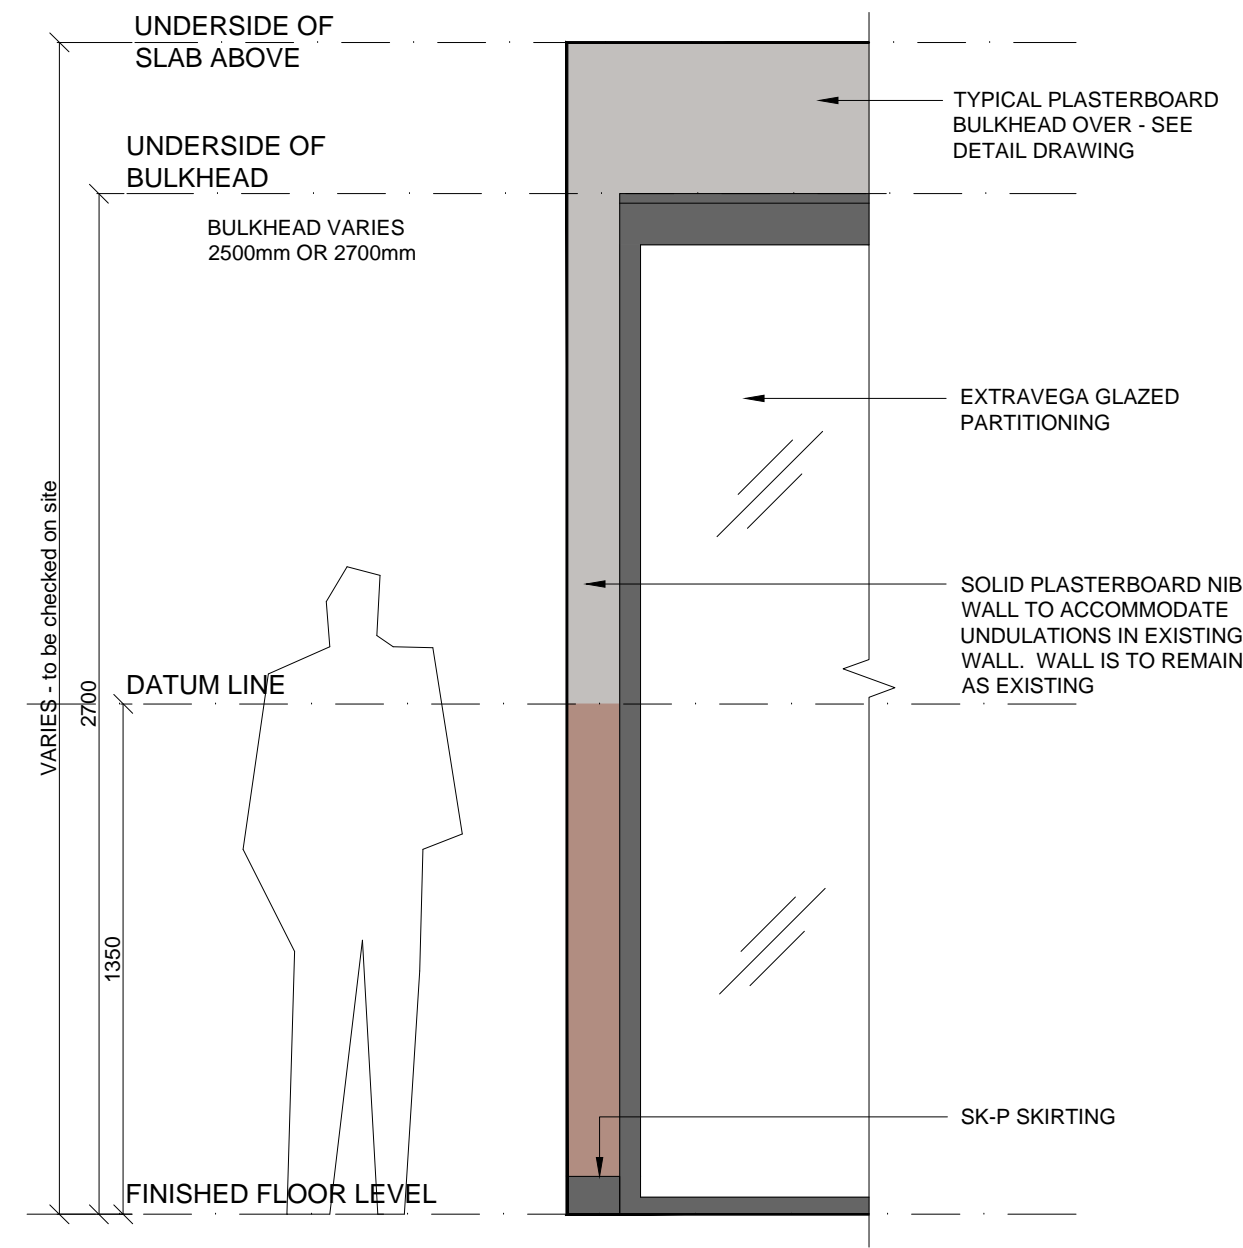 UNDERSIDE OF
SLAB ABOVE
TYPICAL PLASTERBOARD
BULKHEAD OVER - SEE
DETAIL DRAWING
UNDERSIDE OF
BULKHEAD
BULKHEAD VARIES
2500mm OR 2700mm
EXTRAVEGA GLAZED
PARTITIONING
VARIES - to be checked on site
SOLID PLASTERBOARD NIB
WALL TO ACCOMMODATE
UNDULATIONS IN EXISTING
WALL.  WALL IS TO REMAIN
AS EXISTING
DATUM LINE
2700
1350
SK-P SKIRTING
FINISHED FLOOR LEVEL